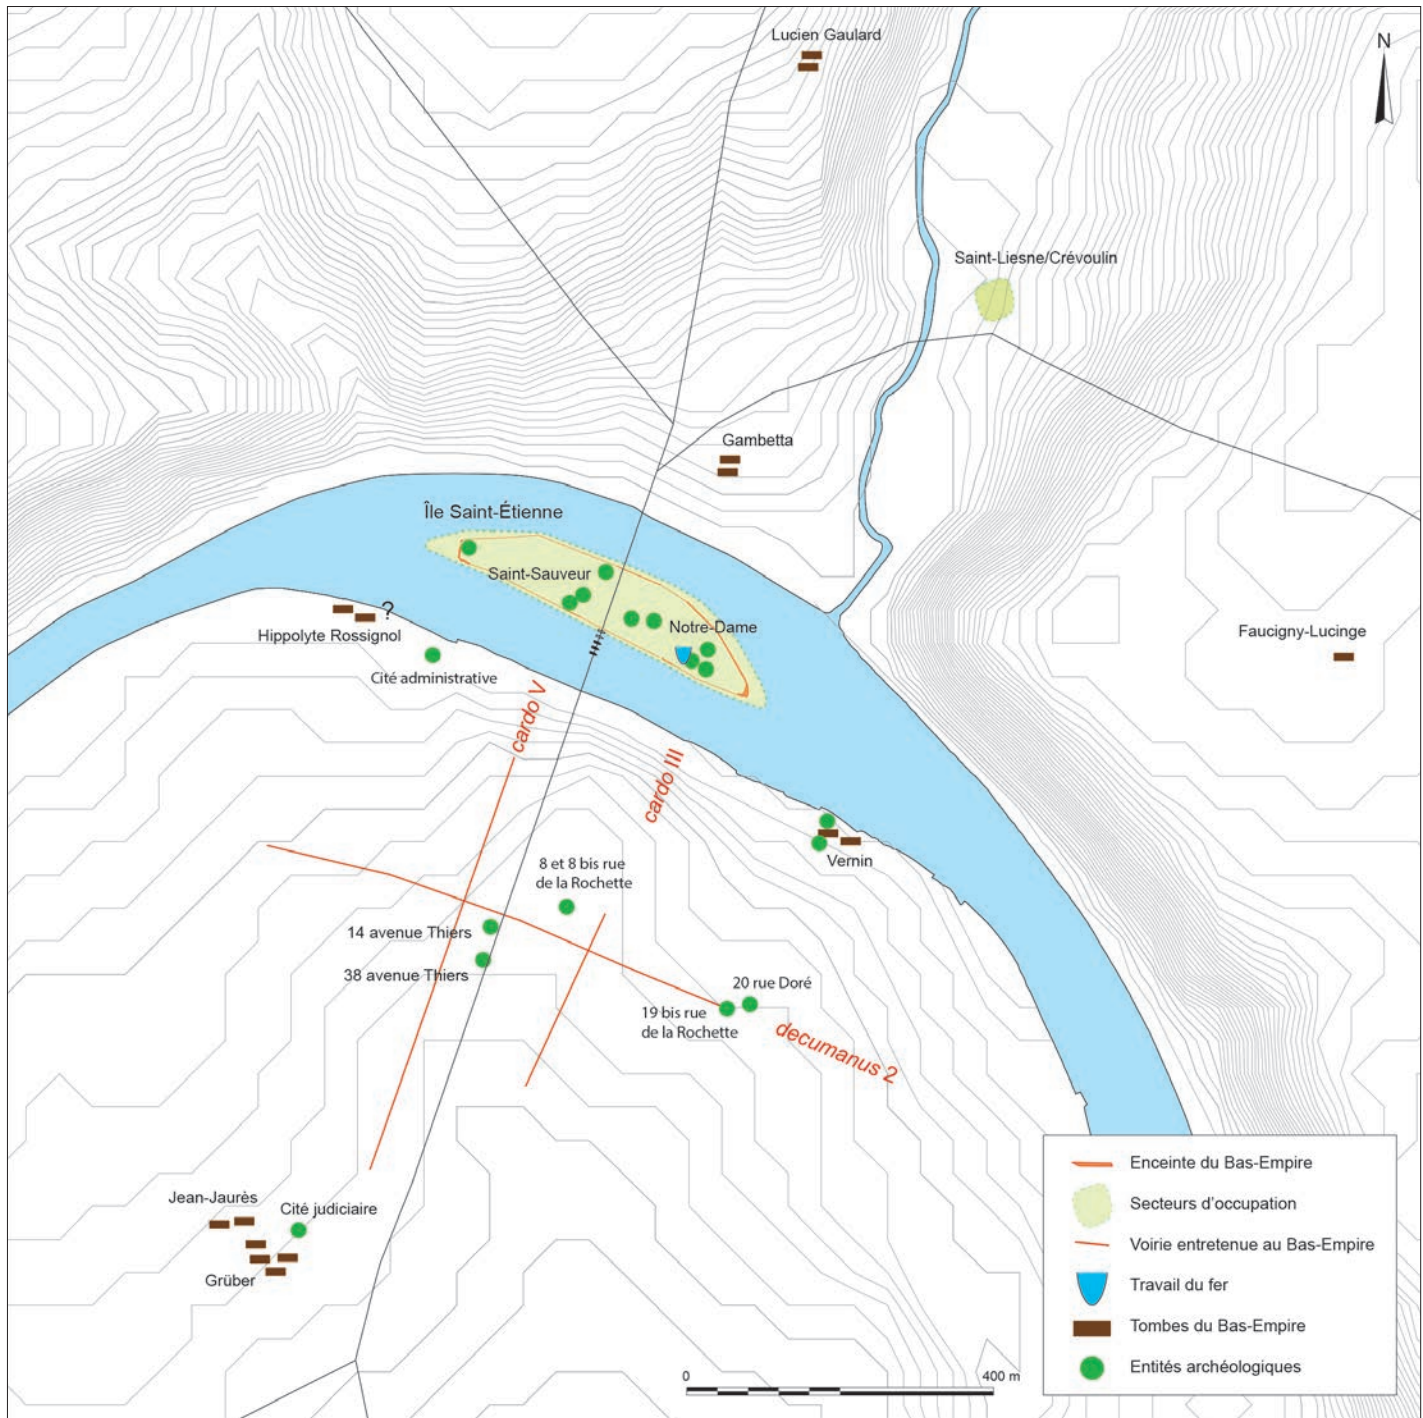 Lucien Gaulard
N
Saint-Liesne/Crévoulin
Gambetta
Île Saint-Étienne
Saint-Sauveur
Notre-Dame
?
Hippolyte Rossignol
Faucigny-Lucinge
Cité administrative
cardo V
cardo III
8 et 8 bis rue
de la Rochette
Vernin
14 avenue Thiers
38 avenue Thiers
20 rue Doré
19 bis rue
de la Rochette
decumanus 2
Jean-Jaurès
Cité judiciaire
Grüber
0
400 m
Enceinte du Bas-Empire
Secteurs d'occupation
Voirie entretenue au Bas-Empire
Travail du fer
Tombes du Bas-Empire
Entités archéologiques